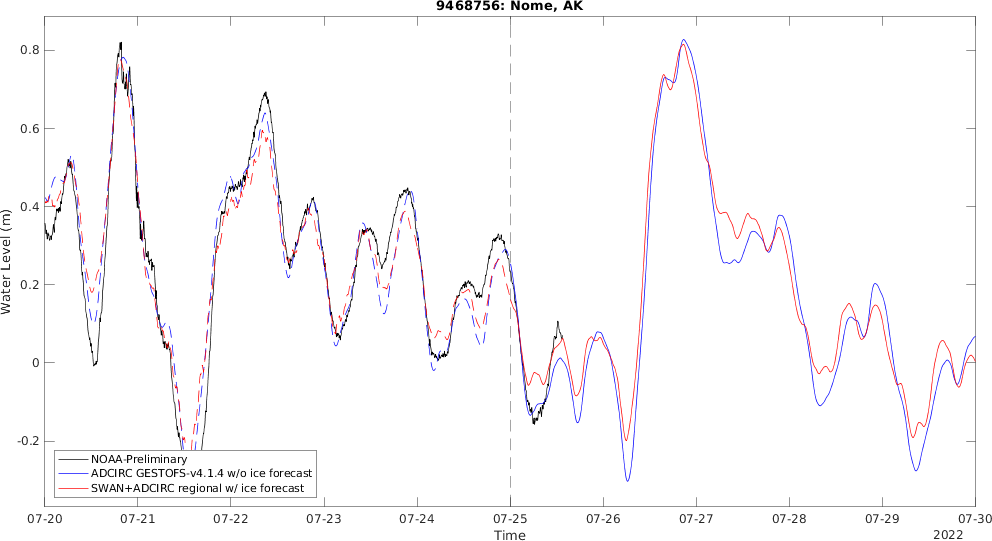 9468756: Nome, AK
Water Level (m)
0.8
0.6
0.4
0.2
0
-0.2
NOAA-Preliminary
ADCIRC GESTOFS-v4.1.4 w/o ice forecast
SWAN+ADCIRC regional w/ ice forecast
07-20 07-21 07-22 07-23 07-24 07-25 07-26 07-27 07-28 07-29 07-30
Time
2022